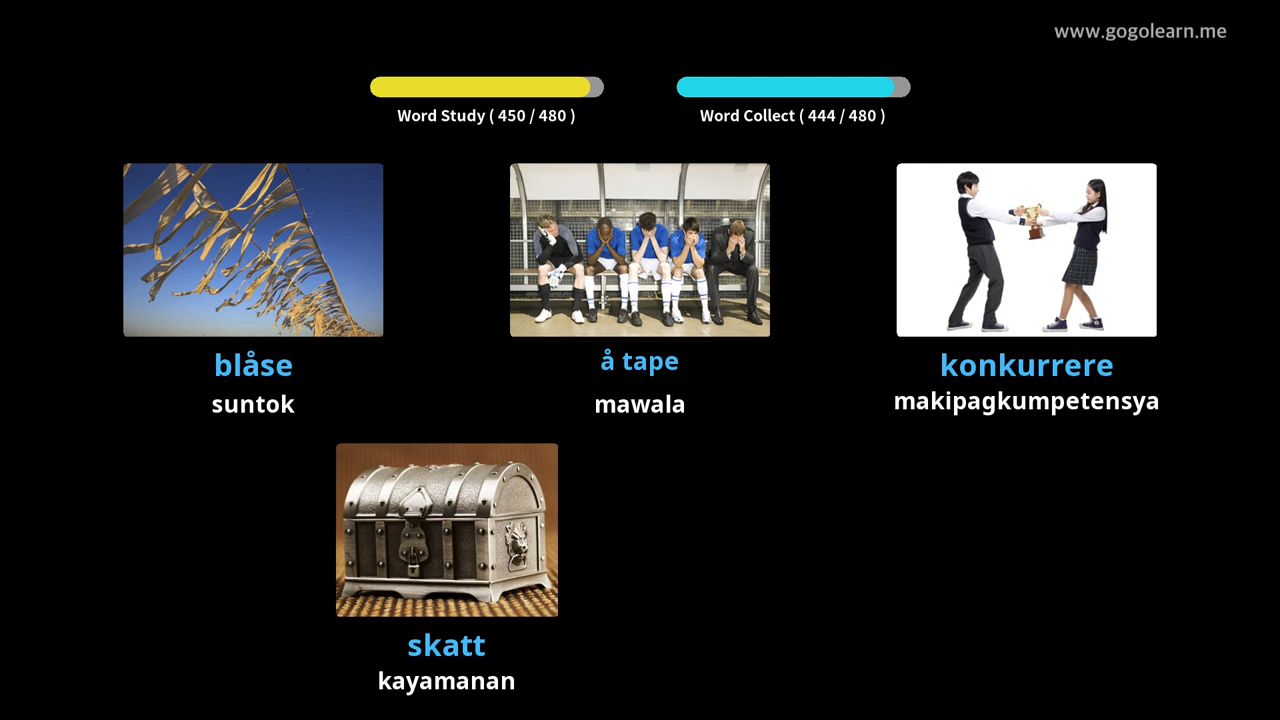 www.gogolearn.me
Word Study ( 450 / 480 )
Word Collect ( 444 / 480 )
blåse
suntok
å tape
mawala
konkurrere
makipagkumpetensya
skatt
kayamanan